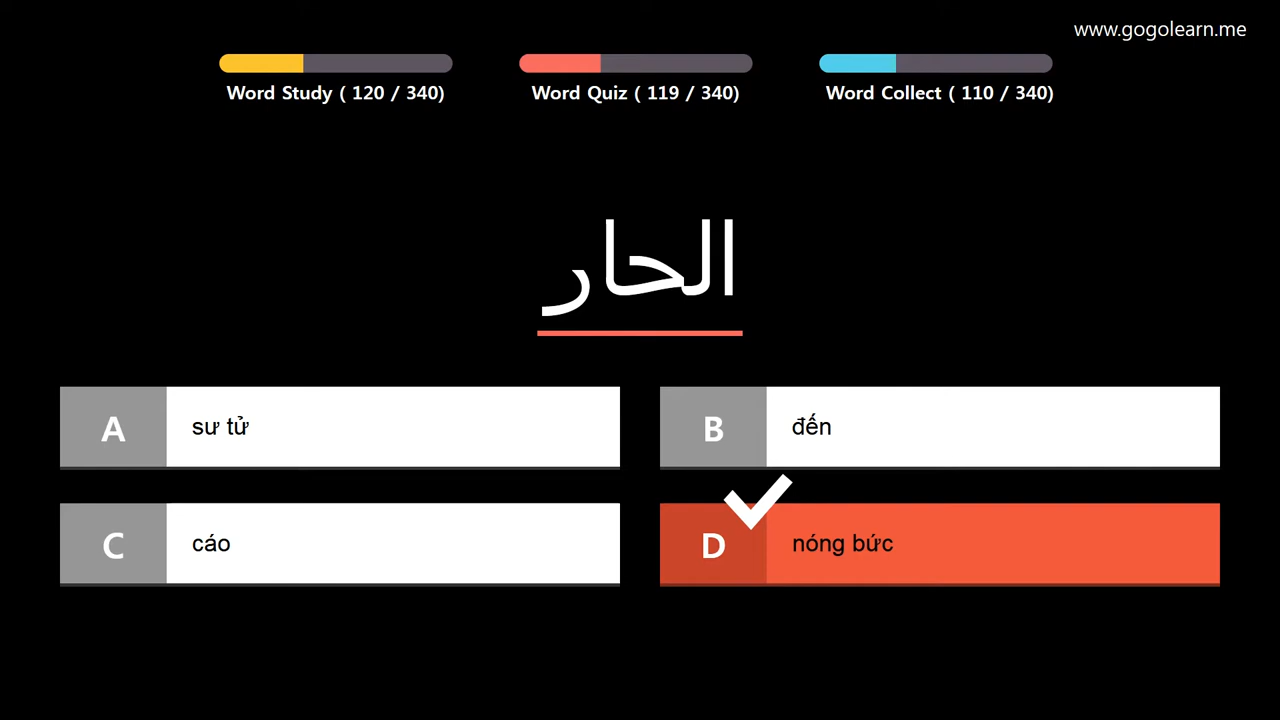 www.gogolearn.me
Word Study ( 120 / 340)
Word Quiz ( 119 / 340)
Word Collect ( 110 / 340)
الحار
A sư tử
B đến
C cáo
D nóng bức